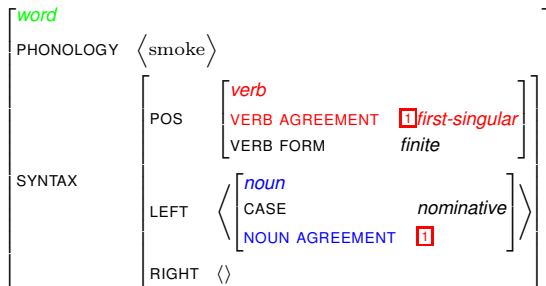 word
PHONOLOGY ⟨smoke⟩
verb
POS VERB AGREEMENT 1 first-singular
VERB FORM finite
SYNTAX
noun
LEFT ⟨ CASE nominative ⟩
NOUN AGREEMENT 1
RIGHT ⟨⟩